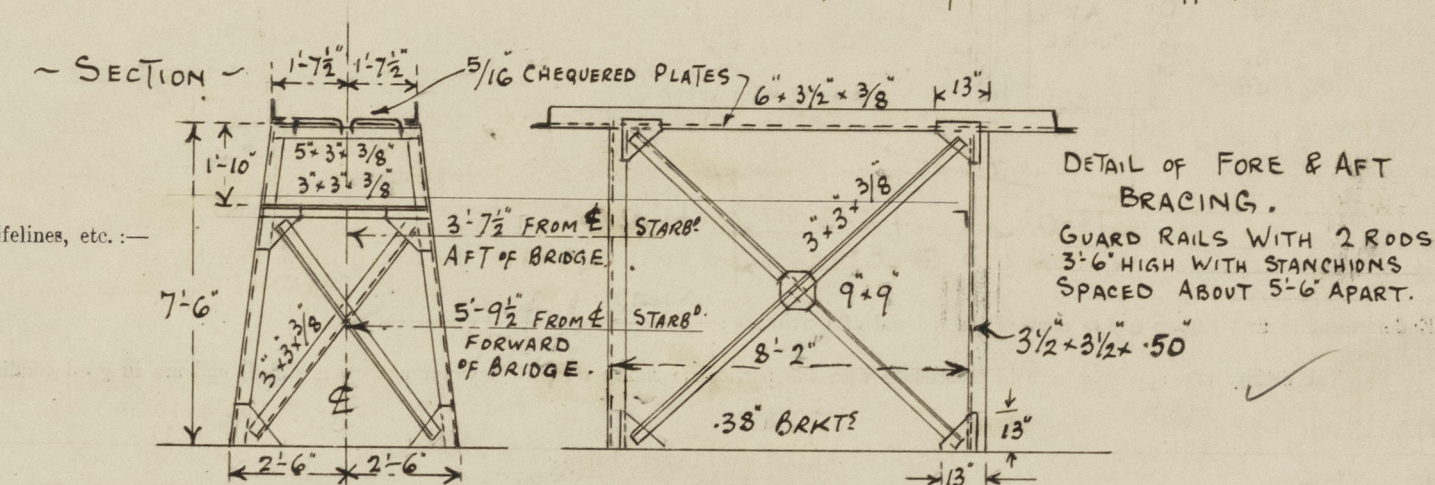 ~ SECTION ~
1'-7½" 1'-7½"
5/16" CHEQUERED PLATES
6" × 3½" × 3/8"
13"
1'-10"
5" × 3" × 3/8"
3" × 3" × 3/8"
DETAIL OF FORE & AFT
BRACING.
GUARD RAILS WITH 2 RODS
3'-6" HIGH WITH STANCHIONS
SPACED ABOUT 5'-6" APART.
ifelines, etc. :—
3'-7½" FROM ℄ STARBD
AFT OF BRIDGE
3" × 3" × 3/8
7'-6"
5'-9½" FROM ℄ STARBD.
FORWARD
OF BRIDGE.
3" × 3 × 3/8
9" × 9"
8'-2"
3½" × 3½" × .50"
℄
.38" BRKTS
13"
2'-6" 2'-6"
13"